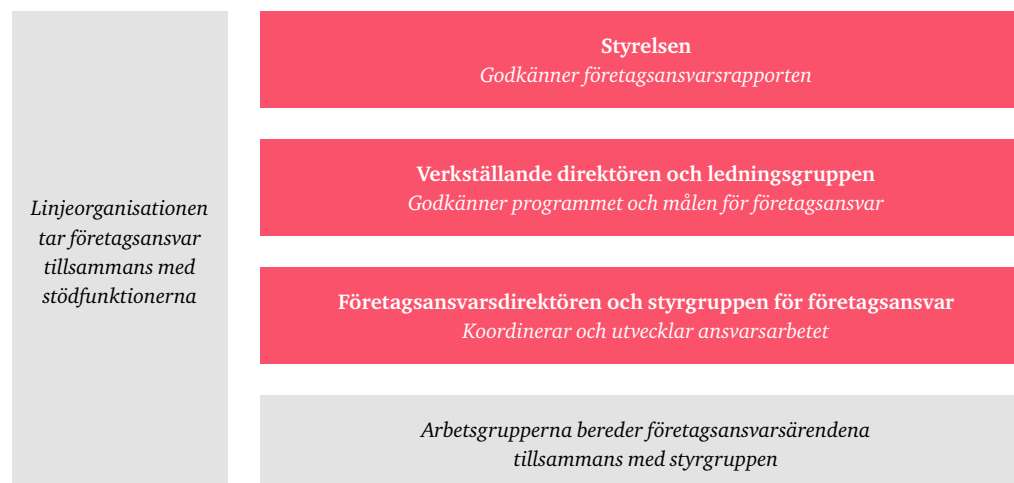 Linjeorganisationen
tar företagsansvar
tillsammans med
stödfunktionerna
Styrelsen
Godkänner företagsansvarsrapporten
Verkställande direktören och ledningsgruppen
Godkänner programmet och målen för företagsansvar
Företagsansvarsdirektören och styrgruppen för företagsansvar
Koordinerar och utvecklar ansvarsarbetet
Arbetsgrupperna bereder företagsansvarsärendena
tillsammans med styrgruppen